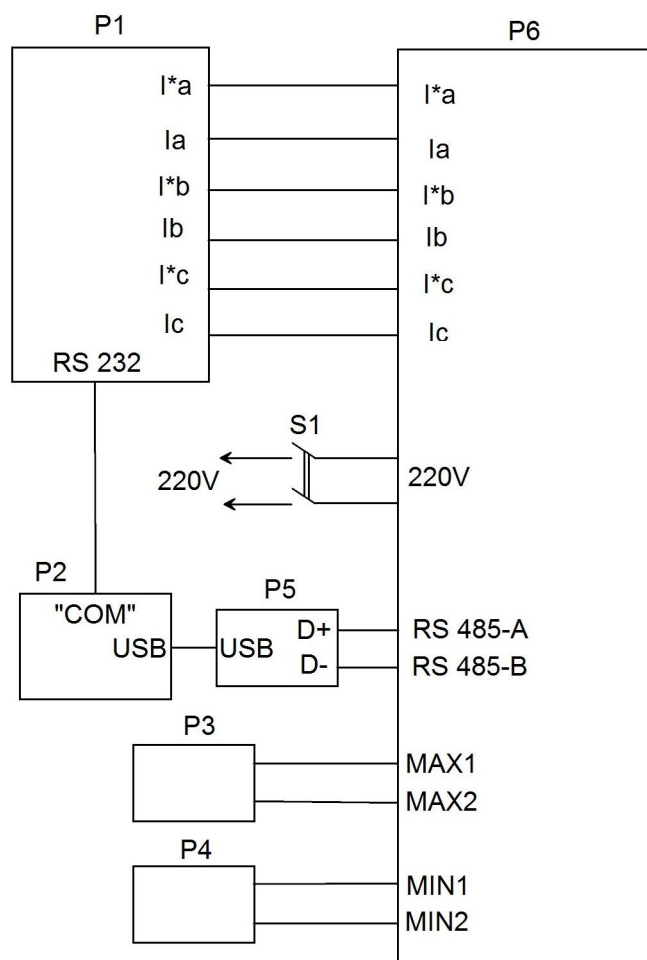 P1
P6
I*a
I*a
Ia
Ia
I*b
I*b
Ib
Ib
I*c
I*c
Ic
Ic
RS 232
S1
220V
220V
P2
P5
"COM"
USB
USB
D+
RS 485-A
D-
RS 485-B
P3
MAX1
MAX2
P4
MIN1
MIN2